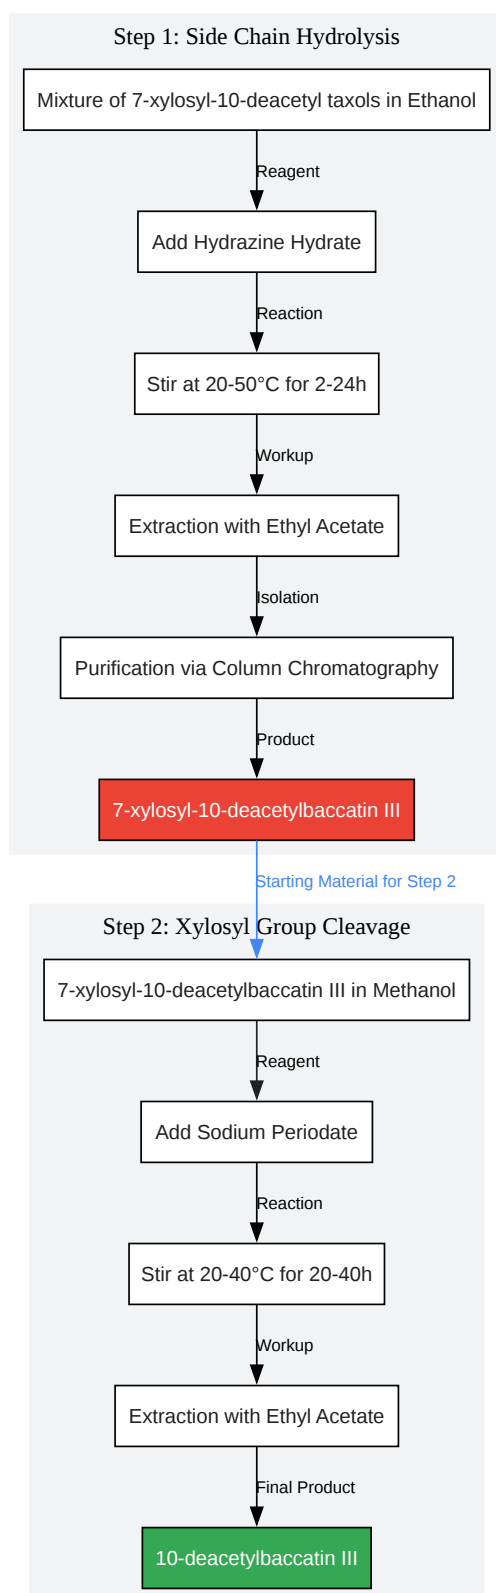 Step 1: Side Chain Hydrolysis
Mixture of 7-xylosyl-10-deacetyl taxols in Ethanol
Reagent
Add Hydrazine Hydrate
Reaction
Stir at 20-50°C for 2-24h
Workup
Extraction with Ethyl Acetate
Isolation
Purification via Column Chromatography
Product
7-xylosyl-10-deacetylbaccatin III
Starting Material for Step 2
Step 2: Xylosyl Group Cleavage
7-xylosyl-10-deacetylbaccatin III in Methanol
Reagent
Add Sodium Periodate
Reaction
Stir at 20-40°C for 20-40h
Workup
Extraction with Ethyl Acetate
Final Product
10-deacetylbaccatin III